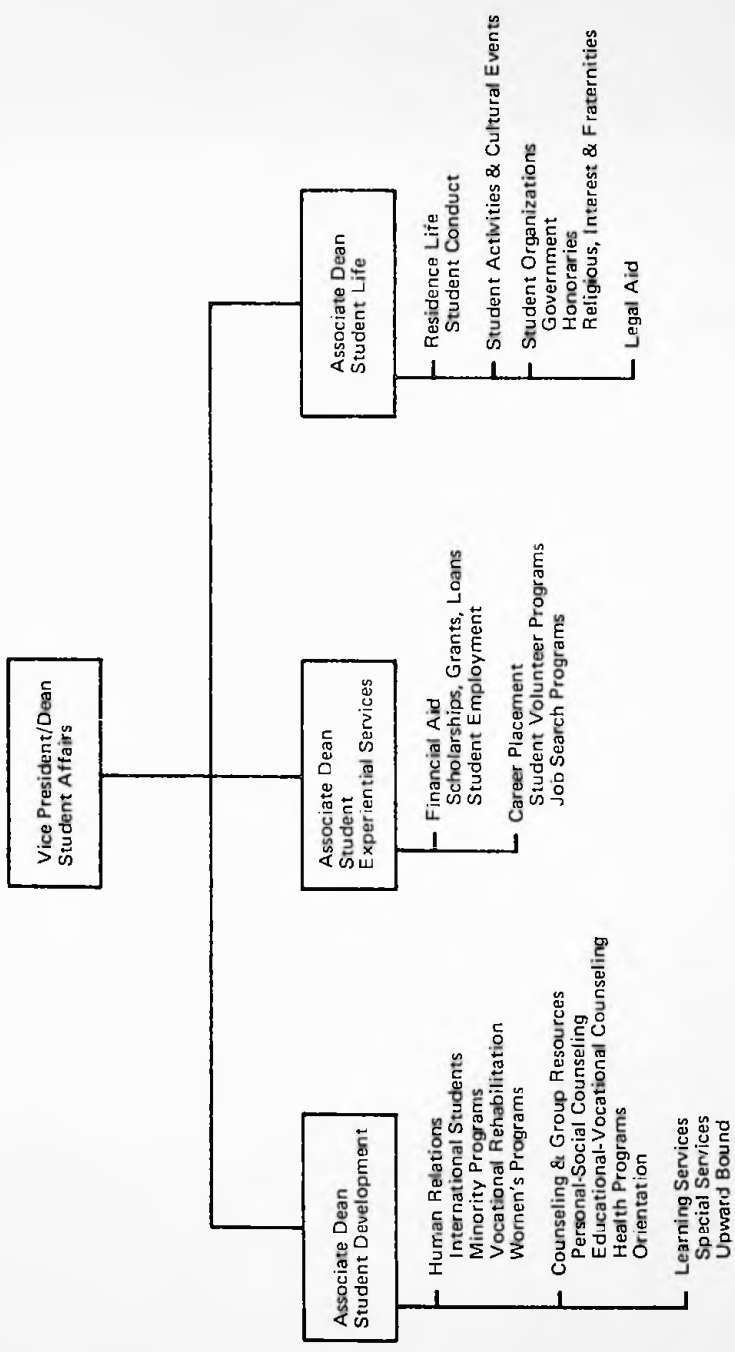 Vice President/Dean
Student Affairs
Associate Dean
Student Development
Human Relations
International Students
Minority Programs
Vocational Rehabilitation
Women's Programs
Counseling & Group Resources
Personal-Social Counseling
Educational-Vocational Counseling
Health Programs
Orientation
Learning Services
Special Services
Upward Bound
Associate Dean
Student
Experiential Services
Financial Aid
Scholarships, Grants, Loans
Student Employment
Career Placement
Student Volunteer Programs
Job Search Programs
Associate Dean
Student Life
Residence Life
Student Conduct
Student Activities & Cultural Events
Student Organizations
Government
Honoraries
Religious, Interest & Fraternities
Legal Aid